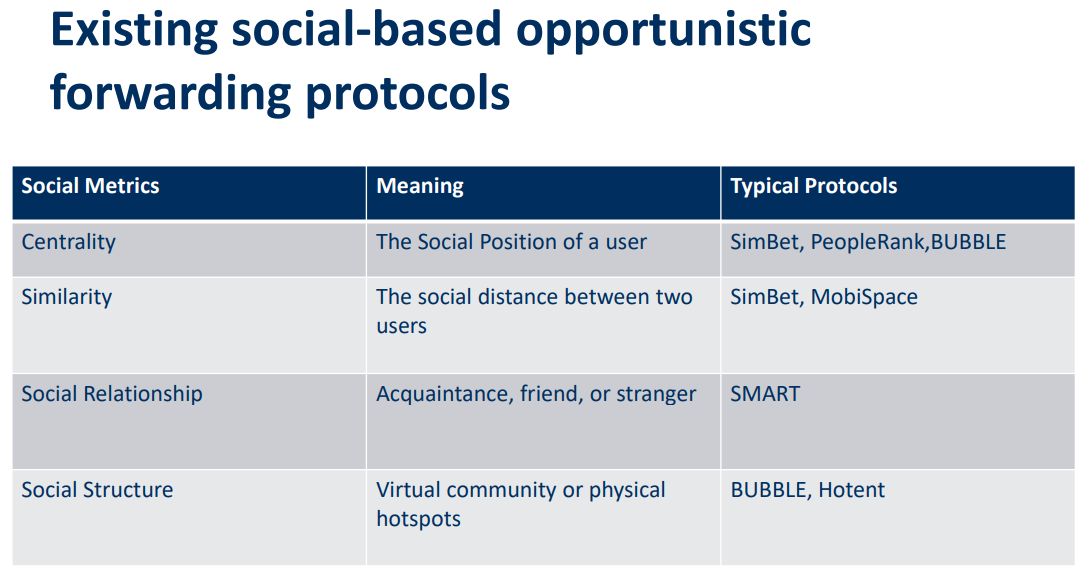 Existing social-based opportunistic
forwarding protocols
Social Metrics
Meaning
Typical Protocols
Centrality
The Social Position of a user
SimBet, PeopleRank,BUBBLE
Similarity
The social distance between two
users
SimBet, MobiSpace
Social Relationship
Acquaintance, friend, or stranger
SMART
Social Structure
Virtual community or physical
hotspots
BUBBLE, Hotent